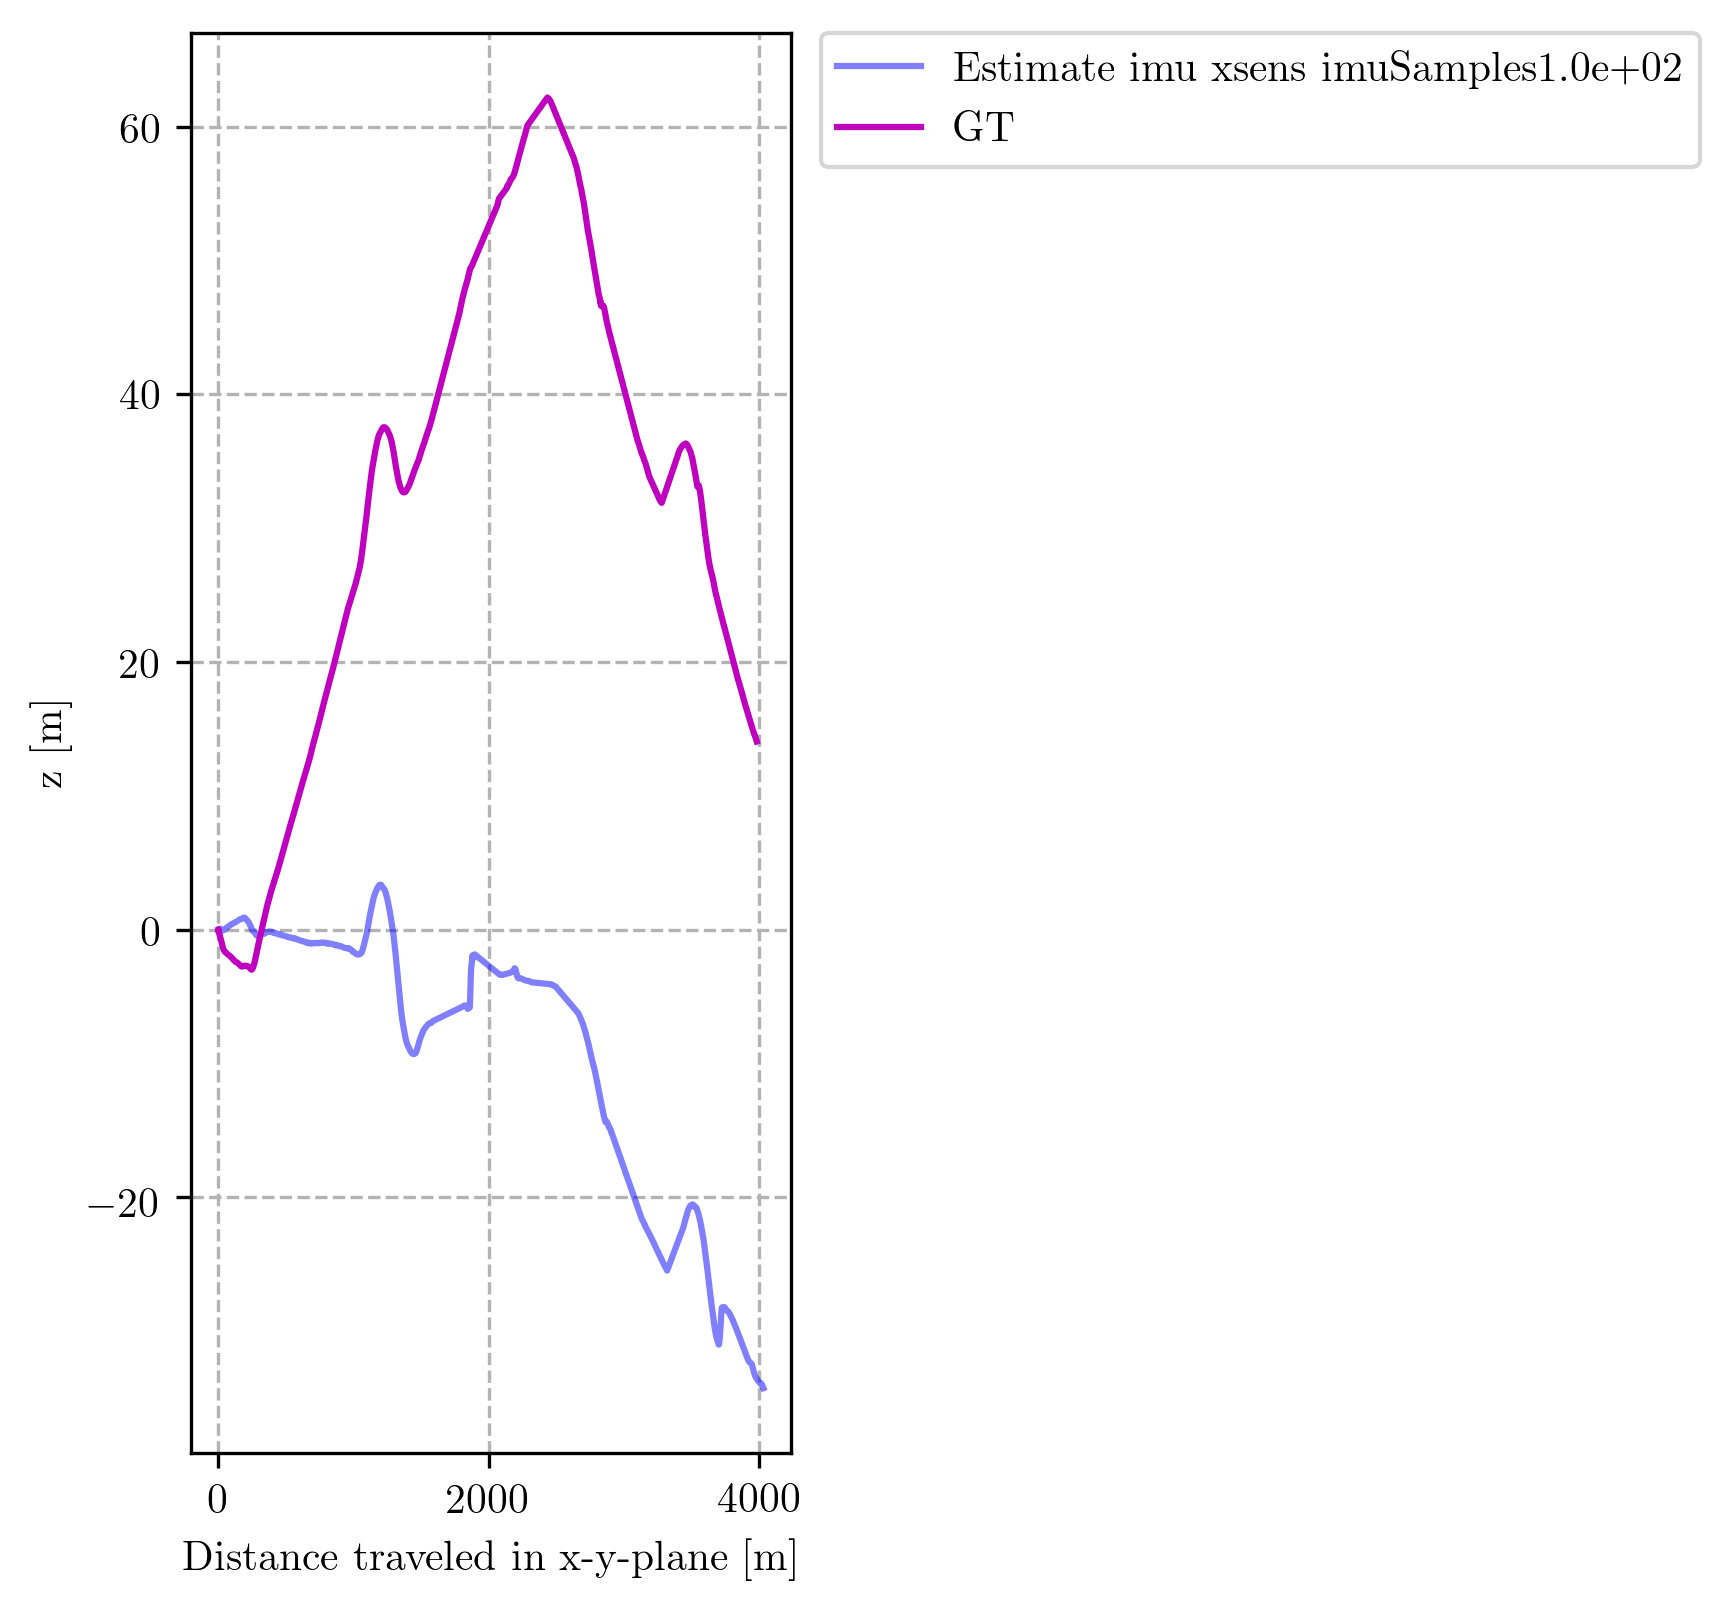 Estimate imu xsens imuSamples1.0e+02
GT
60
40
20
0
−20
z [m]
0 2000 4000
Distance traveled in x-y-plane [m]